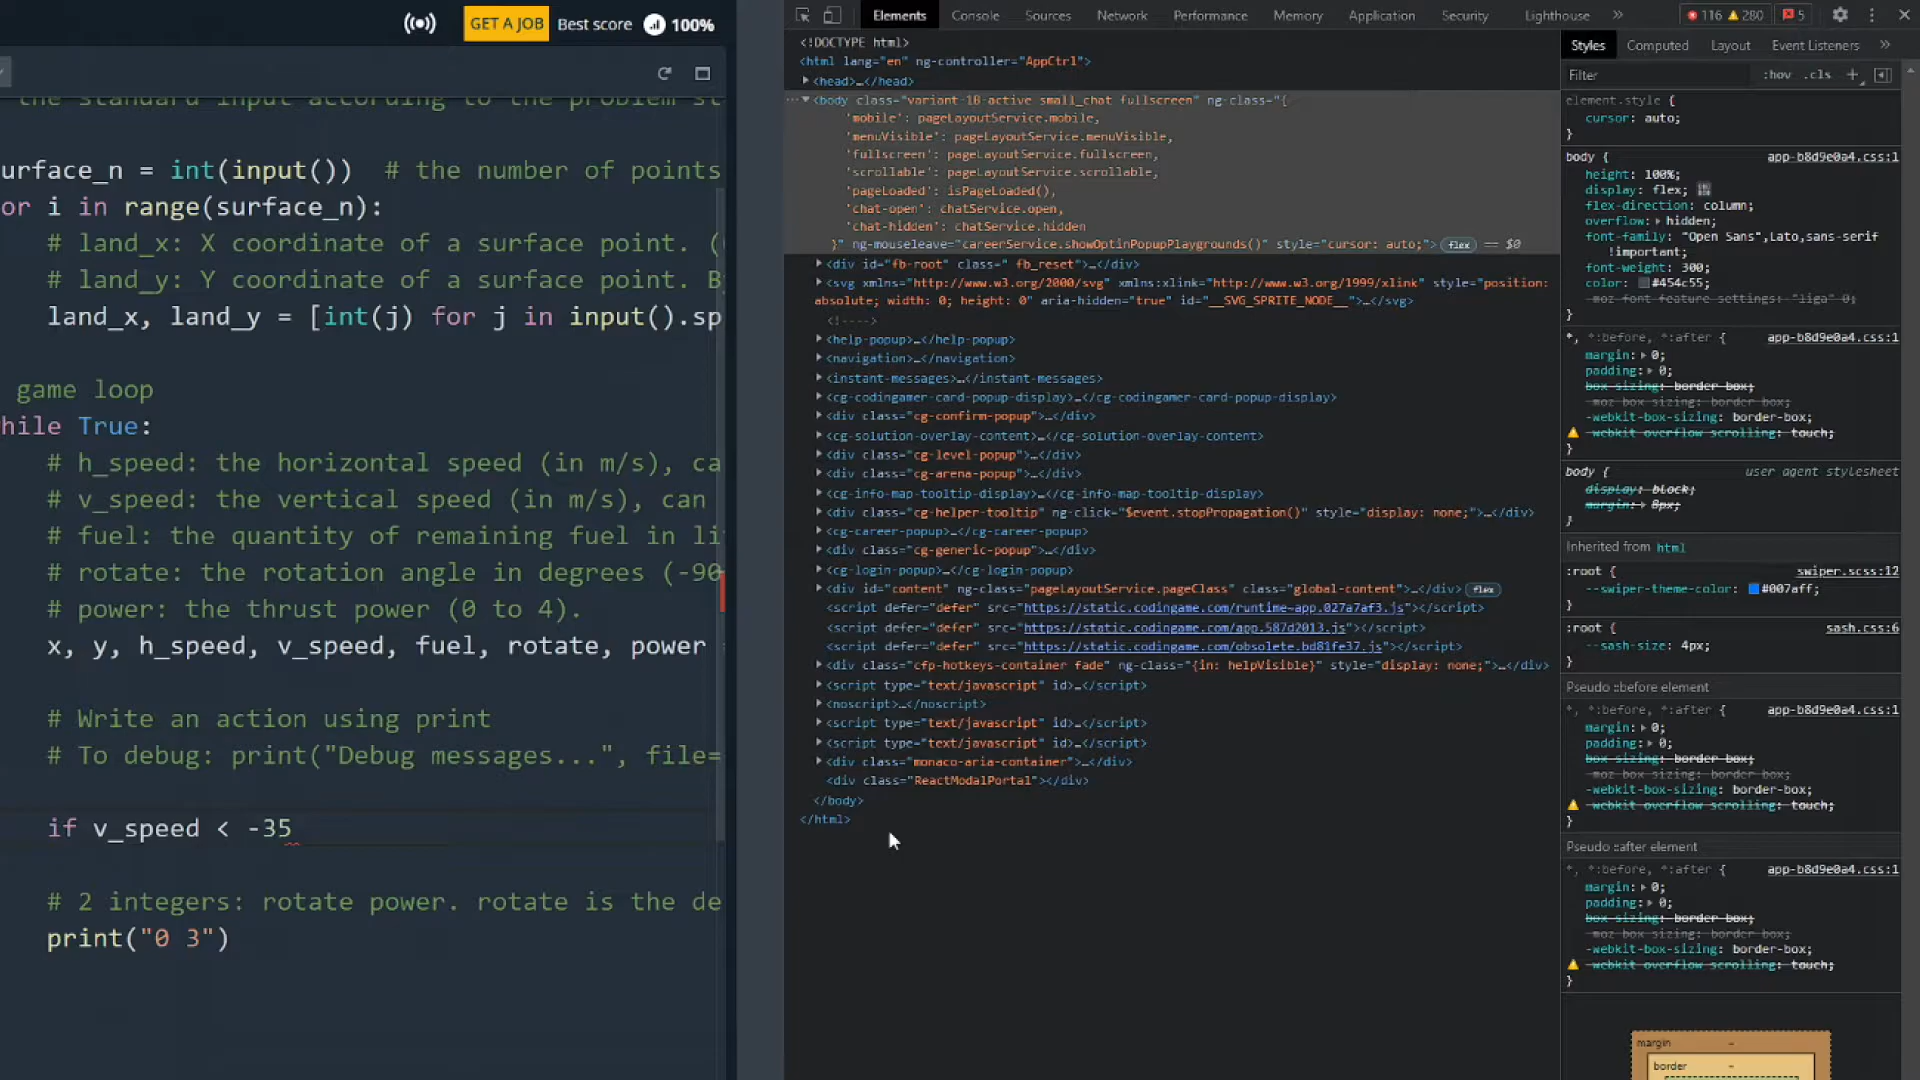 GET A JOB Best score 100%
the standard input according to the problem st
urface_n = int(input())  # the number of points
or i in range(surface_n):
# land_x: X coordinate of a surface point. (
# land_y: Y coordinate of a surface point. B
land_x, land_y = [int(j) for j in input().sp
game loop
hile True:
# h_speed: the horizontal speed (in m/s), ca
# v_speed: the vertical speed (in m/s), can
# fuel: the quantity of remaining fuel in li
# rotate: the rotation angle in degrees (-90
# power: the thrust power (0 to 4).
x, y, h_speed, v_speed, fuel, rotate, power =
# Write an action using print
# To debug: print("Debug messages...", file=
if v_speed < -35
# 2 integers: rotate power. rotate is the de
print("0 3")
Elements Console Sources Network Performance Memory Application Security Lighthouse » 116 280 5
<!DOCTYPE html>
<html lang="en" ng-controller="AppCtrl">
<head>…</head>
<body class="variant-18-active small_chat fullscreen" ng-class="{
'mobile': pageLayoutService.mobile,
'menuVisible': pageLayoutService.menuVisible,
'fullscreen': pageLayoutService.fullscreen,
'scrollable': pageLayoutService.scrollable,
'pageLoaded': isPageLoaded(),
'chat-open': chatService.open,
'chat-hidden': chatService.hidden
}" ng-mouseleave="careerService.showOptinPopupPlaygrounds()" style="cursor: auto;"> flex == $0
<div id="fb-root" class=" fb_reset">…</div>
<svg xmlns="http://www.w3.org/2000/svg" xmlns:xlink="http://www.w3.org/1999/xlink" style="position:
absolute; width: 0; height: 0" aria-hidden="true" id="__SVG_SPRITE_NODE__">…</svg>
<!---->
<help-popup>…</help-popup>
<navigation>…</navigation>
<instant-messages>…</instant-messages>
<cg-codingamer-card-popup-display>…</cg-codingamer-card-popup-display>
<div class="cg-confirm-popup">…</div>
<cg-solution-overlay-content>…</cg-solution-overlay-content>
<div class="cg-level-popup">…</div>
<div class="cg-arena-popup">…</div>
<cg-info-map-tooltip-display>…</cg-info-map-tooltip-display>
<div class="cg-helper-tooltip" ng-click="$event.stopPropagation()" style="display: none;">…</div>
<cg-career-popup>…</cg-career-popup>
<div class="cg-generic-popup">…</div>
<cg-login-popup>…</cg-login-popup>
<div id="content" ng-class="pageLayoutService.pageClass" class="global-content">…</div> flex
<script defer="defer" src="https://static.codingame.com/runtime~app.027a7af3.js"></script>
<script defer="defer" src="https://static.codingame.com/app.587d2013.js"></script>
<script defer="defer" src="https://static.codingame.com/obsolete.bd81fe37.js"></script>
<div class="cfp-hotkeys-container fade" ng-class="{in: helpVisible}" style="display: none;">…</div>
<script type="text/javascript" id>…</script>
<noscript>…</noscript>
<script type="text/javascript" id>…</script>
<script type="text/javascript" id>…</script>
<div class="monaco-aria-container">…</div>
<div class="ReactModalPortal"></div>
</body>
</html>
Styles Computed Layout Event Listeners »
Filter :hov .cls +
element.style {
cursor: auto;
}
body { app-b8d9e0a4.css:1
height: 100%;
display: flex;
flex-direction: column;
overflow: hidden;
font-family: "Open Sans",Lato,sans-serif
!important;
font-weight: 300;
color: #454c55;
-moz-font-feature-settings: "liga" 0;
}
*, *:before, *:after { app-b8d9e0a4.css:1
margin: 0;
padding: 0;
box-sizing: border-box;
-moz-box-sizing: border-box;
-webkit-box-sizing: border-box;
-webkit-overflow-scrolling: touch;
}
body { user agent stylesheet
display: block;
margin: 8px;
}
Inherited from html
:root { swiper.scss:12
--swiper-theme-color: #007aff;
}
:root { sash.css:6
--sash-size: 4px;
}
Pseudo ::before element
*, *:before, *:after { app-b8d9e0a4.css:1
margin: 0;
padding: 0;
box-sizing: border-box;
-moz-box-sizing: border-box;
-webkit-box-sizing: border-box;
-webkit-overflow-scrolling: touch;
}
Pseudo ::after element
*, *:before, *:after { app-b8d9e0a4.css:1
margin: 0;
padding: 0;
box-sizing: border-box;
-moz-box-sizing: border-box;
-webkit-box-sizing: border-box;
-webkit-overflow-scrolling: touch;
}
margin -
border -